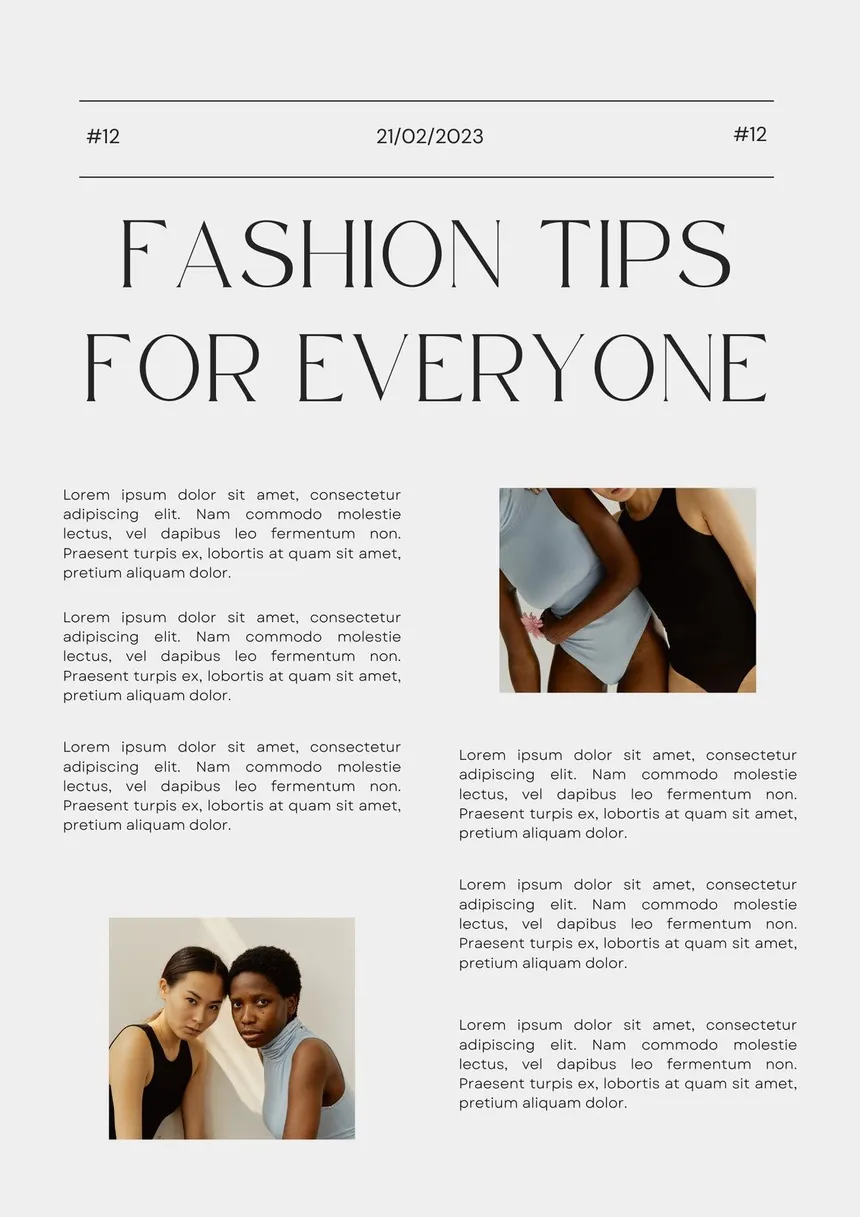 #12 21/02/2023 #12
FASHION TIPS
FOR EVERYONE
Lorem ipsum dolor sit amet, consectetur
adipiscing elit. Nam commodo molestie
lectus, vel dapibus leo fermentum non.
Praesent turpis ex, lobortis at quam sit amet,
pretium aliquam dolor.
Lorem ipsum dolor sit amet, consectetur
adipiscing elit. Nam commodo molestie
lectus, vel dapibus leo fermentum non.
Praesent turpis ex, lobortis at quam sit amet,
pretium aliquam dolor.
Lorem ipsum dolor sit amet, consectetur
adipiscing elit. Nam commodo molestie
lectus, vel dapibus leo fermentum non.
Praesent turpis ex, lobortis at quam sit amet,
pretium aliquam dolor.
Lorem ipsum dolor sit amet, consectetur
adipiscing elit. Nam commodo molestie
lectus, vel dapibus leo fermentum non.
Praesent turpis ex, lobortis at quam sit amet,
pretium aliquam dolor.
Lorem ipsum dolor sit amet, consectetur
adipiscing elit. Nam commodo molestie
lectus, vel dapibus leo fermentum non.
Praesent turpis ex, lobortis at quam sit amet,
pretium aliquam dolor.
Lorem ipsum dolor sit amet, consectetur
adipiscing elit. Nam commodo molestie
lectus, vel dapibus leo fermentum non.
Praesent turpis ex, lobortis at quam sit amet,
pretium aliquam dolor.